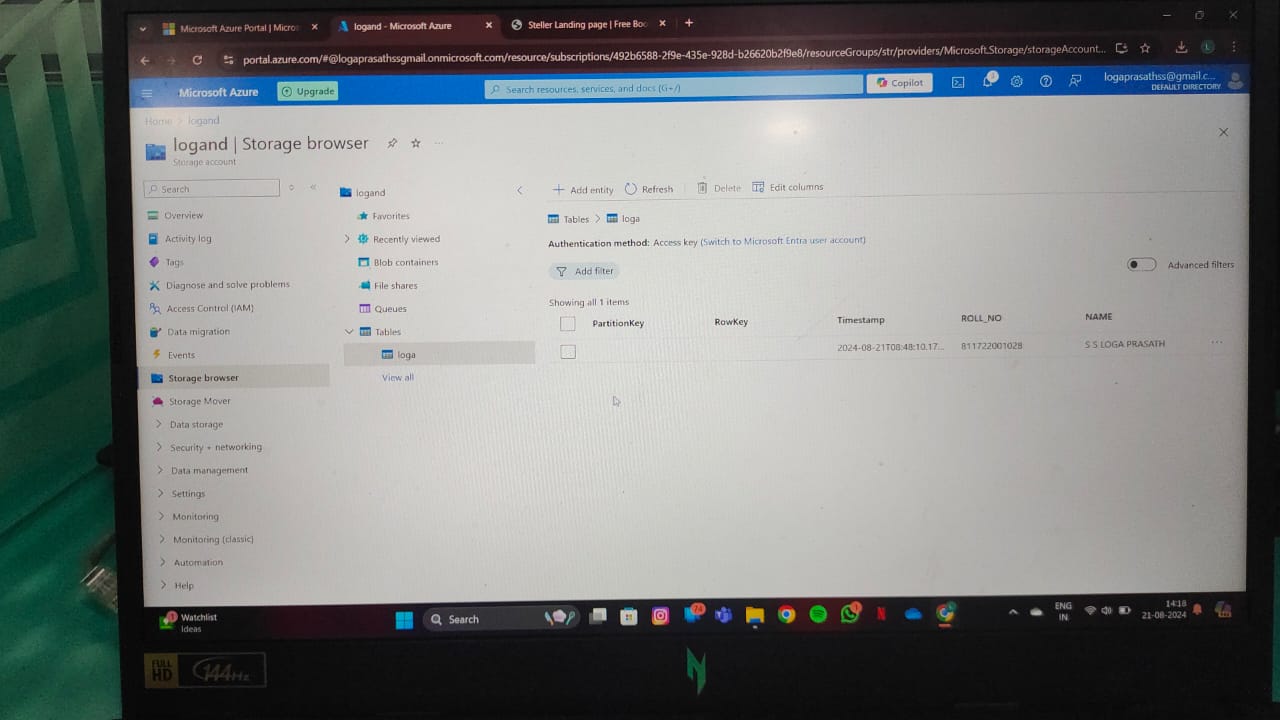 Microsoft Azure Portal | Micros
logand - Microsoft Azure
Steller Landing page | Free Boo
portal.azure.com/#@logaprasathssgmail.onmicrosoft.com/resource/subscriptions/492b6588-2f9e-435e-928d-b26620b2f9e8/resourceGroups/str/providers/Microsoft.Storage/storageAccount...
L
Microsoft Azure
Upgrade
Search resources, services, and docs (G+/)
Copilot
logaprasathss@gmail.c...
DEFAULT DIRECTORY
Home > logand
logand | Storage browser
Storage account
Search
Overview
Activity log
Tags
Diagnose and solve problems
Access Control (IAM)
Data migration
Events
Storage browser
Storage Mover
Data storage
Security + networking
Data management
Settings
Monitoring
Monitoring (classic)
Automation
Help
logand
Favorites
Recently viewed
Blob containers
File shares
Queues
Tables
loga
View all
Add entity
Refresh
Delete
Edit columns
Tables > loga
Authentication method: Access key (Switch to Microsoft Entra user account)
Add filter
Advanced filters
Showing all 1 items
PartitionKey RowKey Timestamp ROLL_NO NAME
2024-08-21T08:48:10.17... 811722001028 S S LOGA PRASATH
Watchlist
Ideas
1
Search
74
1
ENG
IN
14:18
21-08-2024
FULL
HD
144Hz